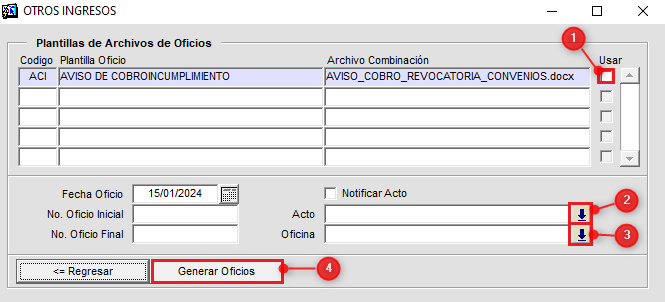 OTROS INGRESOS
1
Plantillas de Archivos de Oficios
Codigo Plantilla Oficio Archivo Combinación Usar
ACI AVISO DE COBROINCUMPLIMIENTO AVISO_COBRO_REVOCATORIA_CONVENIOS.docx
Fecha Oficio 15/01/2024 Notificar Acto
2
No. Oficio Inicial Acto
No. Oficio Final Oficina 3
<= Regresar Generar Oficios 4